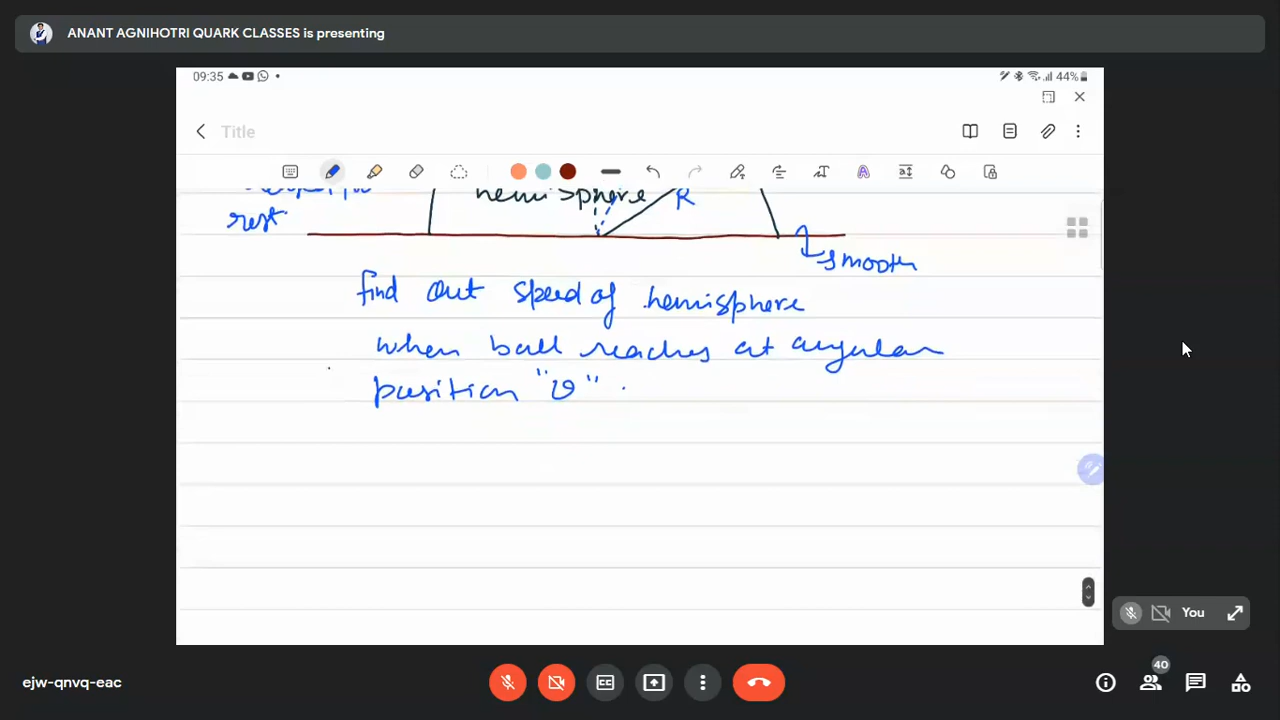 ANANT AGNIHOTRI QUARK CLASSES is presenting
09:35
44%
Title
hemisphere
R
rest
smooth
find out speed of hemisphere
when ball reaches at angular
position "θ" .
You
ejw-qnvq-eac
40